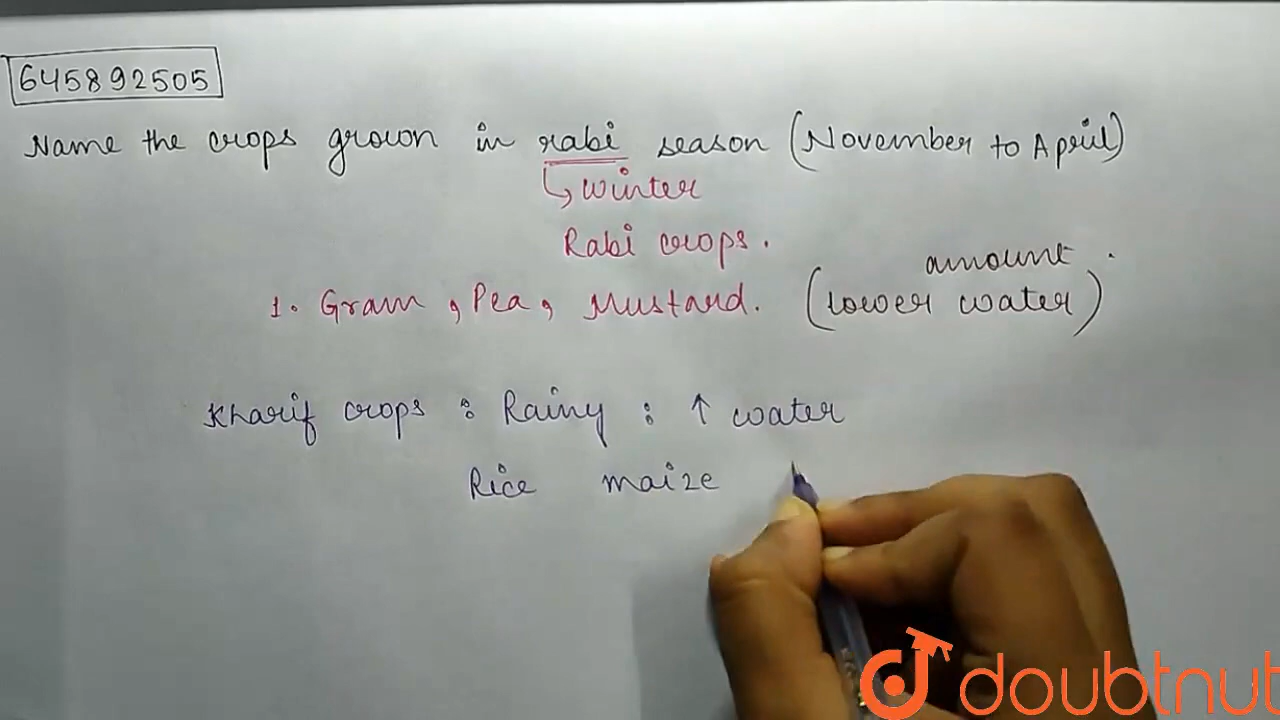 645892505
Name the crops grown in rabi season (November to April)
↳ winter
Rabi crops.
amount.
1. Gram, Pea, Mustard. (lower water)
Kharif crops : Rainy : ↑ water
Rice maize
doubtnut